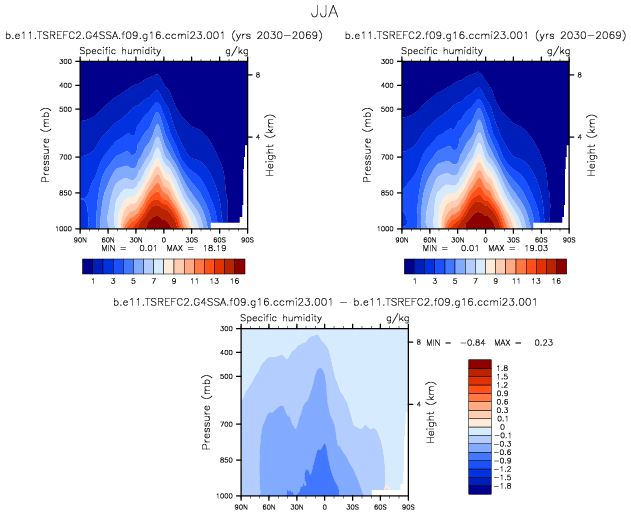 JJA
b.e11.TSREFC2.G4SSA.f09.g16.ccmi23.001 (yrs 2030-2069)
b.e11.TSREFC2.f09.g16.ccmi23.001 (yrs 2030-2069)
Specific humidity g/kg
Specific humidity g/kg
300
400
500
700
850
1000
Pressure (mb)
8
4
Height (km)
90N 60N 30N 0 30S 60S 90S
MIN = 0.01 MAX = 18.19
1 3 5 7 9 11 13 16
300
400
500
700
850
1000
Pressure (mb)
8
4
Height (km)
90N 60N 30N 0 30S 60S 90S
MIN = 0.01 MAX = 19.03
1 3 5 7 9 11 13 16
b.e11.TSREFC2.G4SSA.f09.g16.ccmi23.001 - b.e11.TSREFC2.f09.g16.ccmi23.001
Specific humidity g/kg
300
400
500
700
850
1000
Pressure (mb)
8
4
Height (km)
90N 60N 30N 0 30S 60S 90S
MIN = -0.84 MAX = 0.23
1.8
1.5
1.2
0.9
0.6
0.3
0.1
0
-0.1
-0.3
-0.6
-0.9
-1.2
-1.5
-1.8